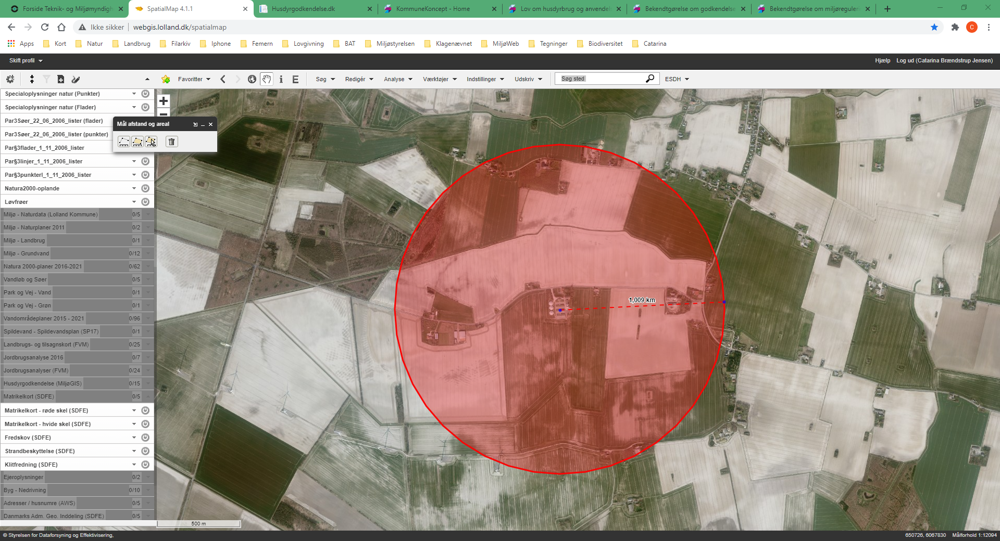 Forside Teknik- og Miljømyndigh
SpatialMap 4.1.1
Husdyrgodkendelse.dk
KommuneKoncept - Home
Lov om husdyrbrug og anvendel
Bekendtgørelse om godkendelse
Bekendtgørelse om miljøreguler
Ikke sikker
webgis.lolland.dk/spatialmap
C
Apps
Kort
Natur
Landbrug
Filarkiv
Iphone
Femern
Lovgivning
BAT
Miljøstyrelsen
Klagenævnet
MiljøWeb
Tegninger
Biodiversitet
Catarina
Skift profil
Hjælp
Log ud (Catarina Brændstrup Jensen)
Favoritter
i
E
Søg
Redigér
Analyse
Værktøjer
Indstillinger
Udskriv
Søg sted
ESDH
Specialoplysninger natur (Punkter)
Specialoplysninger natur (Flader)
Par3Søer_22_06_2006_lister (flader)
Par3Søer_22_06_2006_lister (punkter)
Par§3flader_1_11_2006_lister
Par§3linjer_1_11_2006_lister
Par§3punkterl_1_11_2006_lister
Natura2000-oplande
Løvfrøer
Miljø - Naturdata (Lolland Kommune) 0/5
Miljø - Naturplaner 2011 0/2
Miljø - Landbrug 0/1
Miljø - Grundvand 0/12
Natura 2000-planer 2016-2021 0/62
Vandløb og Søer 0/5
Park og Vej - Vand 0/1
Park og Vej - Grøn 0/1
Vandområdeplaner 2015 - 2021 0/96
Spildevand - Spildevandsplan (SP17) 0/1
Landbrugs- og tilsagnskort (FVM) 0/25
Jordbrugsanalyse 2016 0/7
Jordbrugsanalyser (FVM) 0/24
Husdyrgodkendelse (MiljøGIS) 0/15
Matrikelkort (SDFE) 0/5
Matrikelkort - røde skel (SDFE)
Matrikelkort - hvide skel (SDFE)
Fredskov (SDFE)
Strandbeskyttelse (SDFE)
Klitfredning (SDFE)
Ejeroplysninger 0/2
Byg - Nedrivning 0/10
Adresser / husnumre (AWS) 0/5
Danmarks Adm. Geo. Inddeling (SDFE) 0/5
Mål afstand og areal
1,009 km
500 m
© Styrelsen for Dataforsyning og Effektivisering,
650726, 6067830
Målforhold 1:12094